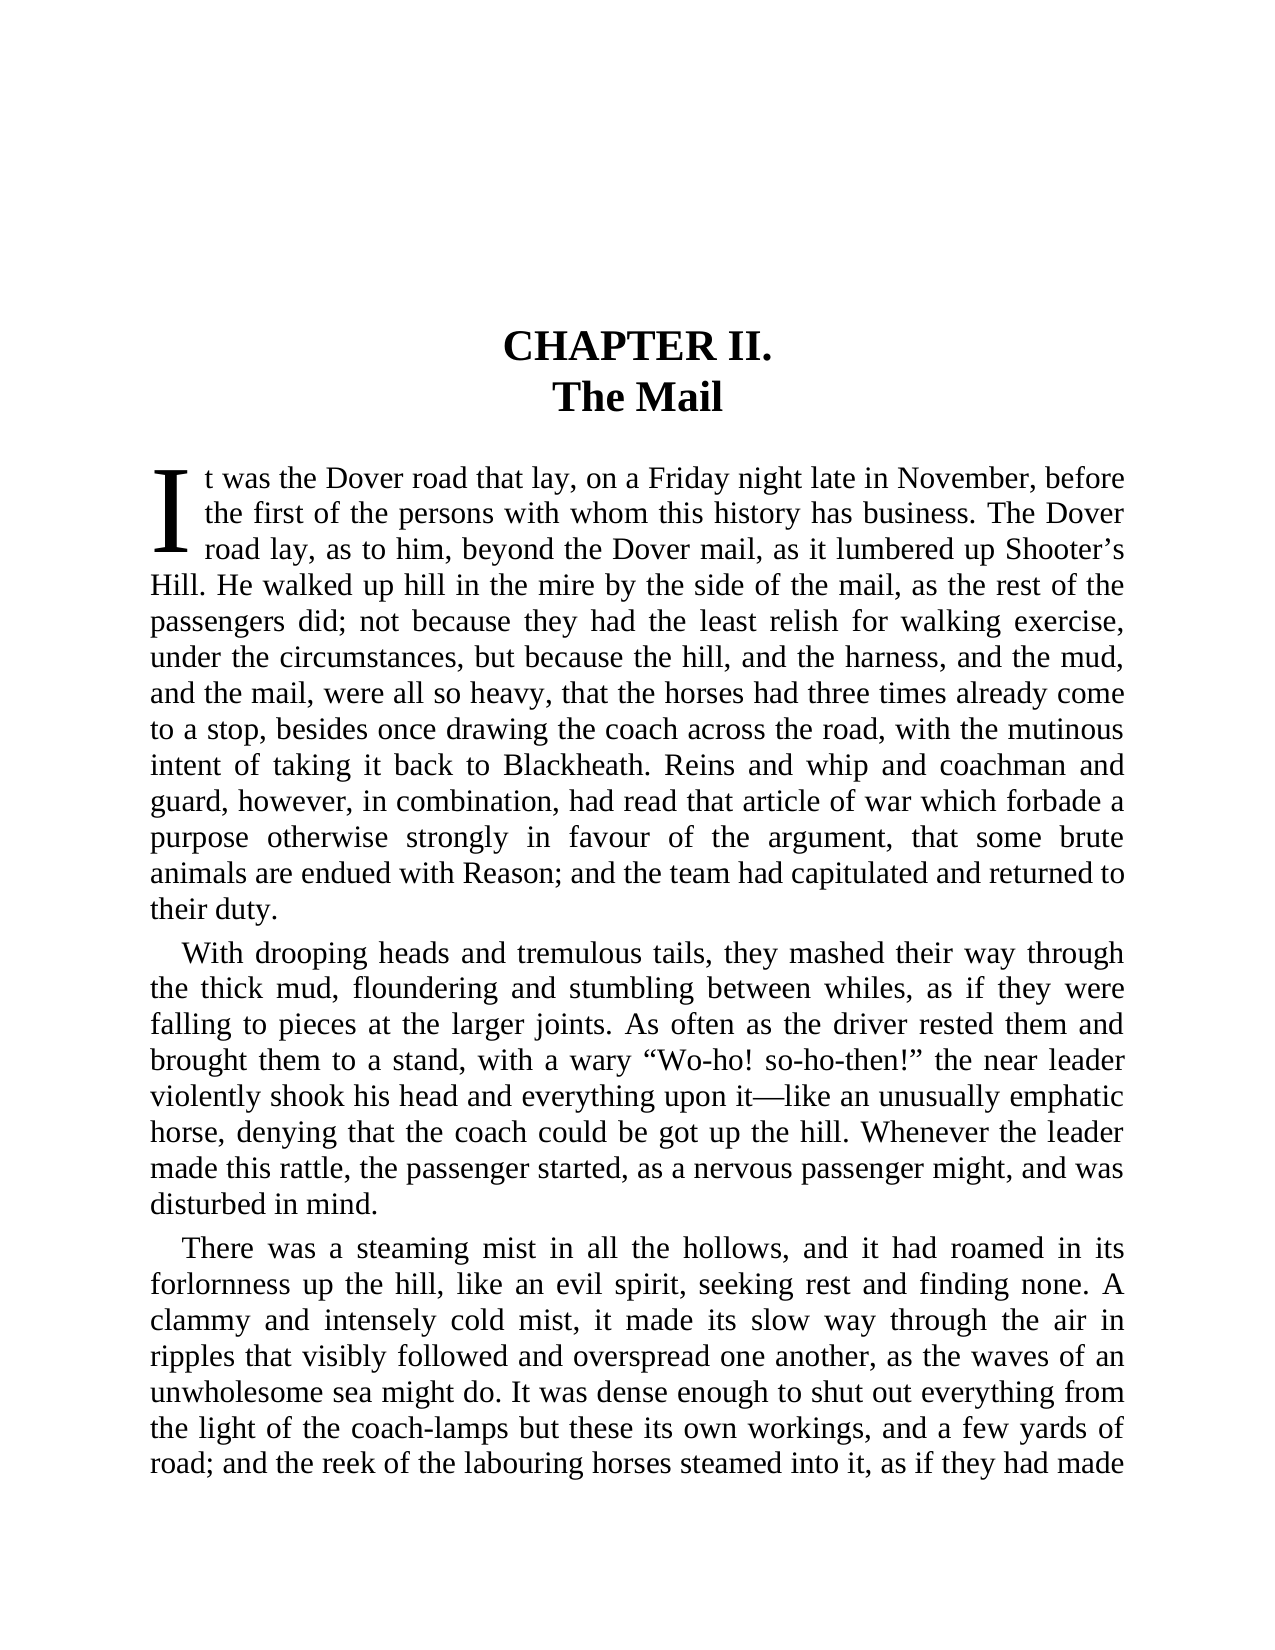 CHAPTER II.
The Mail
It was the Dover road that lay, on a Friday night late in November, before
the first of the persons with whom this history has business. The Dover
road lay, as to him, beyond the Dover mail, as it lumbered up Shooter’s
Hill. He walked up hill in the mire by the side of the mail, as the rest of the
passengers did; not because they had the least relish for walking exercise,
under the circumstances, but because the hill, and the harness, and the mud,
and the mail, were all so heavy, that the horses had three times already come
to a stop, besides once drawing the coach across the road, with the mutinous
intent of taking it back to Blackheath. Reins and whip and coachman and
guard, however, in combination, had read that article of war which forbade a
purpose otherwise strongly in favour of the argument, that some brute
animals are endued with Reason; and the team had capitulated and returned to
their duty.
With drooping heads and tremulous tails, they mashed their way through
the thick mud, floundering and stumbling between whiles, as if they were
falling to pieces at the larger joints. As often as the driver rested them and
brought them to a stand, with a wary “Wo-ho! so-ho-then!” the near leader
violently shook his head and everything upon it—like an unusually emphatic
horse, denying that the coach could be got up the hill. Whenever the leader
made this rattle, the passenger started, as a nervous passenger might, and was
disturbed in mind.
There was a steaming mist in all the hollows, and it had roamed in its
forlornness up the hill, like an evil spirit, seeking rest and finding none. A
clammy and intensely cold mist, it made its slow way through the air in
ripples that visibly followed and overspread one another, as the waves of an
unwholesome sea might do. It was dense enough to shut out everything from
the light of the coach-lamps but these its own workings, and a few yards of
road; and the reek of the labouring horses steamed into it, as if they had made